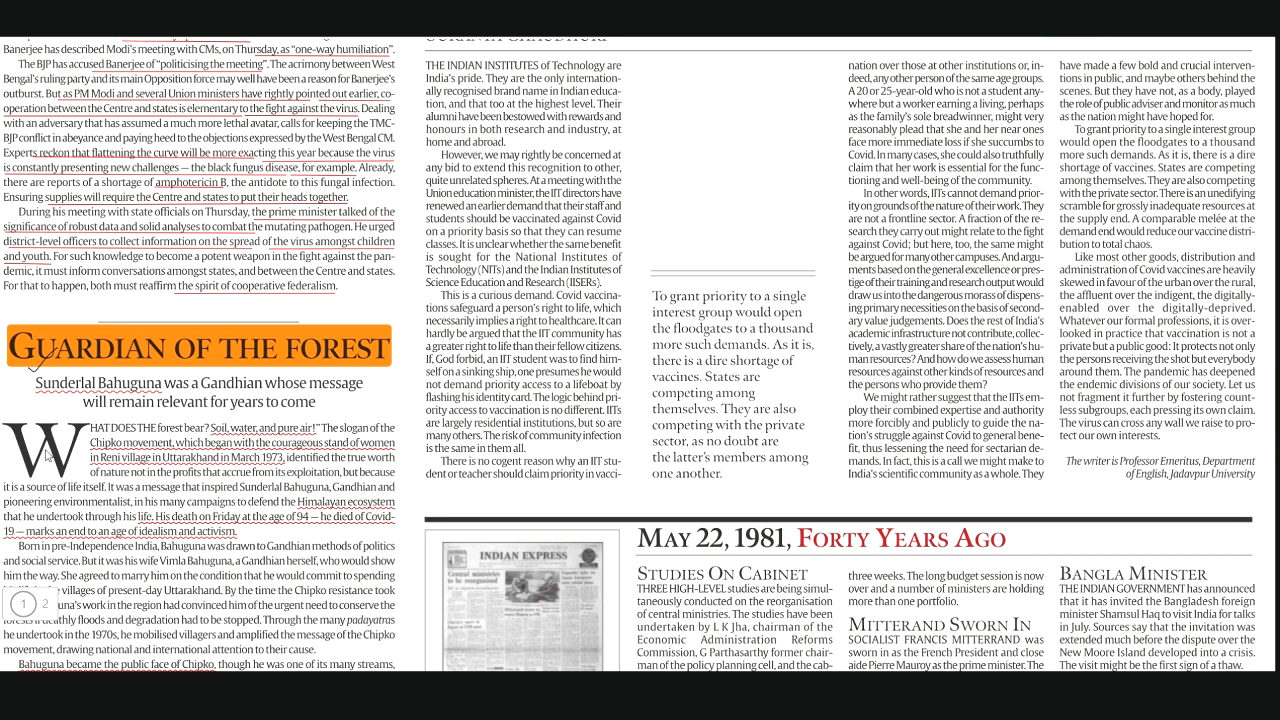 Banerjee has described Modi's meeting with CMs, on Thursday, as "one-way humiliation".
The BJP has accused Banerjee of "politicising the meeting". The acrimony between West
Bengal's ruling party and its main Opposition force may well have been a reason for Banerjee's
outburst. But as PM Modi and several Union ministers have rightly pointed out earlier, co-
operation between the Centre and states is elementary to the fight against the virus. Dealing
with an adversary that has assumed a much more lethal avatar, calls for keeping the TMC-
BJP conflict in abeyance and paying heed to the objections expressed by the West Bengal CM.
Experts reckon that flattening the curve will be more exacting this year because the virus
is constantly presenting new challenges — the black fungus disease, for example. Already,
there are reports of a shortage of amphotericin B, the antidote to this fungal infection.
Ensuring supplies will require the Centre and states to put their heads together.
During his meeting with state officials on Thursday, the prime minister talked of the
significance of robust data and solid analyses to combat the mutating pathogen. He urged
district-level officers to collect information on the spread of the virus amongst children
and youth. For such knowledge to become a potent weapon in the fight against the pan-
demic, it must inform conversations amongst states, and between the Centre and states.
For that to happen, both must reaffirm the spirit of cooperative federalism.
GUARDIAN OF THE FOREST
Sunderlal Bahuguna was a Gandhian whose message
will remain relevant for years to come
WHAT DOES THE forest bear? Soil, water, and pure air!" The slogan of the
Chipko movement, which began with the courageous stand of women
in Reni village in Uttarakhand in March 1973, identified the true worth
of nature not in the profits that accrue from its exploitation, but because
it is a source of life itself. It was a message that inspired Sunderlal Bahuguna, Gandhian and
pioneering environmentalist, in his many campaigns to defend the Himalayan ecosystem
that he undertook through his life. His death on Friday at the age of 94 — he died of Covid-
19 — marks an end to an age of idealism and activism.
Born in pre-Independence India, Bahuguna was drawn to Gandhian methods of politics
and social service. But it was his wife Vimla Bahuguna, a Gandhian herself, who would show
him the way. She agreed to marry him on the condition that he would commit to spending
villages of present-day Uttarakhand. By the time the Chipko resistance took
una's work in the region had convinced him of the urgent need to conserve the
deathly floods and degradation had to be stopped. Through the many padayatras
he undertook in the 1970s, he mobilised villagers and amplified the message of the Chipko
movement, drawing national and international attention to their cause.
Bahuguna became the public face of Chipko, though he was one of its many streams,
1 2
THE INDIAN INSTITUTES of Technology are
India's pride. They are the only internation-
ally recognised brand name in Indian educa-
tion, and that too at the highest level. Their
alumni have been bestowed with rewards and
honours in both research and industry, at
home and abroad.
However, we may rightly be concerned at
any bid to extend this recognition to other,
quite unrelated spheres. At a meeting with the
Union education minister, the IIT directors have
renewed an earlier demand that their staff and
students should be vaccinated against Covid
on a priority basis so that they can resume
classes. It is unclear whether the same benefit
is sought for the National Institutes of
Technology (NITs) and the Indian Institutes of
Science Education and Research (IISERs).
This is a curious demand. Covid vaccina-
tions safeguard a person's right to life, which
necessarily implies a right to healthcare. It can
hardly be argued that the IIT community has
a greater right to life than their fellow citizens.
If, God forbid, an IIT student was to find him-
self on a sinking ship, one presumes he would
not demand priority access to a lifeboat by
flashing his identity card. The logic behind pri-
ority access to vaccination is no different. IITs
are largely residential institutions, but so are
many others. The risk of community infection
is the same in them all.
There is no cogent reason why an IIT stu-
dent or teacher should claim priority in vacci-
To grant priority to a single
interest group would open
the floodgates to a thousand
more such demands. As it is,
there is a dire shortage of
vaccines. States are
competing among
themselves. They are also
competing with the private
sector, as no doubt are
the latter's members among
one another.
nation over those at other institutions or, in-
deed, any other person of the same age groups.
A 20 or 25-year-old who is not a student any-
where but a worker earning a living, perhaps
as the family's sole breadwinner, might very
reasonably plead that she and her near ones
face more immediate loss if she succumbs to
Covid. In many cases, she could also truthfully
claim that her work is essential for the func-
tioning and well-being of the community.
In other words, IITs cannot demand prior-
ity on grounds of the nature of their work. They
are not a frontline sector. A fraction of the re-
search they carry out might relate to the fight
against Covid; but here, too, the same might
be argued for many other campuses. And argu-
ments based on the general excellence or pres-
tige of their training and research output would
draw us into the dangerous morass of dispens-
ing primary necessities on the basis of second-
ary value judgements. Does the rest of India's
academic infrastructure not contribute, collec-
tively, a vastly greater share of the nation's hu-
man resources? And how do we assess human
resources against other kinds of resources and
the persons who provide them?
We might rather suggest that the IITs em-
ploy their combined expertise and authority
more forcibly and publicly to guide the na-
tion's struggle against Covid to general bene-
fit, thus lessening the need for sectarian de-
mands. In fact, this is a call we might make to
India's scientific community as a whole. They
have made a few bold and crucial interven-
tions in public, and maybe others behind the
scenes. But they have not, as a body, played
the role of public adviser and monitor as much
as the nation might have hoped for.
To grant priority to a single interest group
would open the floodgates to a thousand
more such demands. As it is, there is a dire
shortage of vaccines. States are competing
among themselves. They are also competing
with the private sector. There is an unedifying
scramble for grossly inadequate resources at
the supply end. A comparable melée at the
demand end would reduce our vaccine distri-
bution to total chaos.
Like most other goods, distribution and
administration of Covid vaccines are heavily
skewed in favour of the urban over the rural,
the affluent over the indigent, the digitally-
enabled over the digitally-deprived.
Whatever our formal professions, it is over-
looked in practice that vaccination is not a
private but a public good: It protects not only
the persons receiving the shot but everybody
around them. The pandemic has deepened
the endemic divisions of our society. Let us
not fragment it further by fostering count-
less subgroups, each pressing its own claim.
The virus can cross any wall we raise to pro-
tect our own interests.
The writer is Professor Emeritus, Department
of English, Jadavpur University
INDIAN EXPRESS
Central ministries to
be reorganised
MAY 22, 1981, FORTY YEARS AGO
STUDIES ON CABINET
THREE HIGH-LEVEL studies are being simul-
taneously conducted on the reorganisation
of central ministries. The studies have been
undertaken by L K Jha, chairman of the
Economic Administration Reforms
Commission, G Parthasarthy former chair-
man of the policy planning cell, and the cab-
three weeks. The long budget session is now
over and a number of ministers are holding
more than one portfolio.
MITTERAND SWORN IN
SOCIALIST FRANCIS MITTERRAND was
sworn in as the French President and close
aide Pierre Mauroy as the prime minister. The
BANGLA MINISTER
THE INDIAN GOVERNMENT has announced
that it has invited the Bangladesh foreign
minister Shamsul Haq to visit India for talks
in July. Sources say that the invitation was
extended much before the dispute over the
New Moore Island developed into a crisis.
The visit might be the first sign of a thaw.